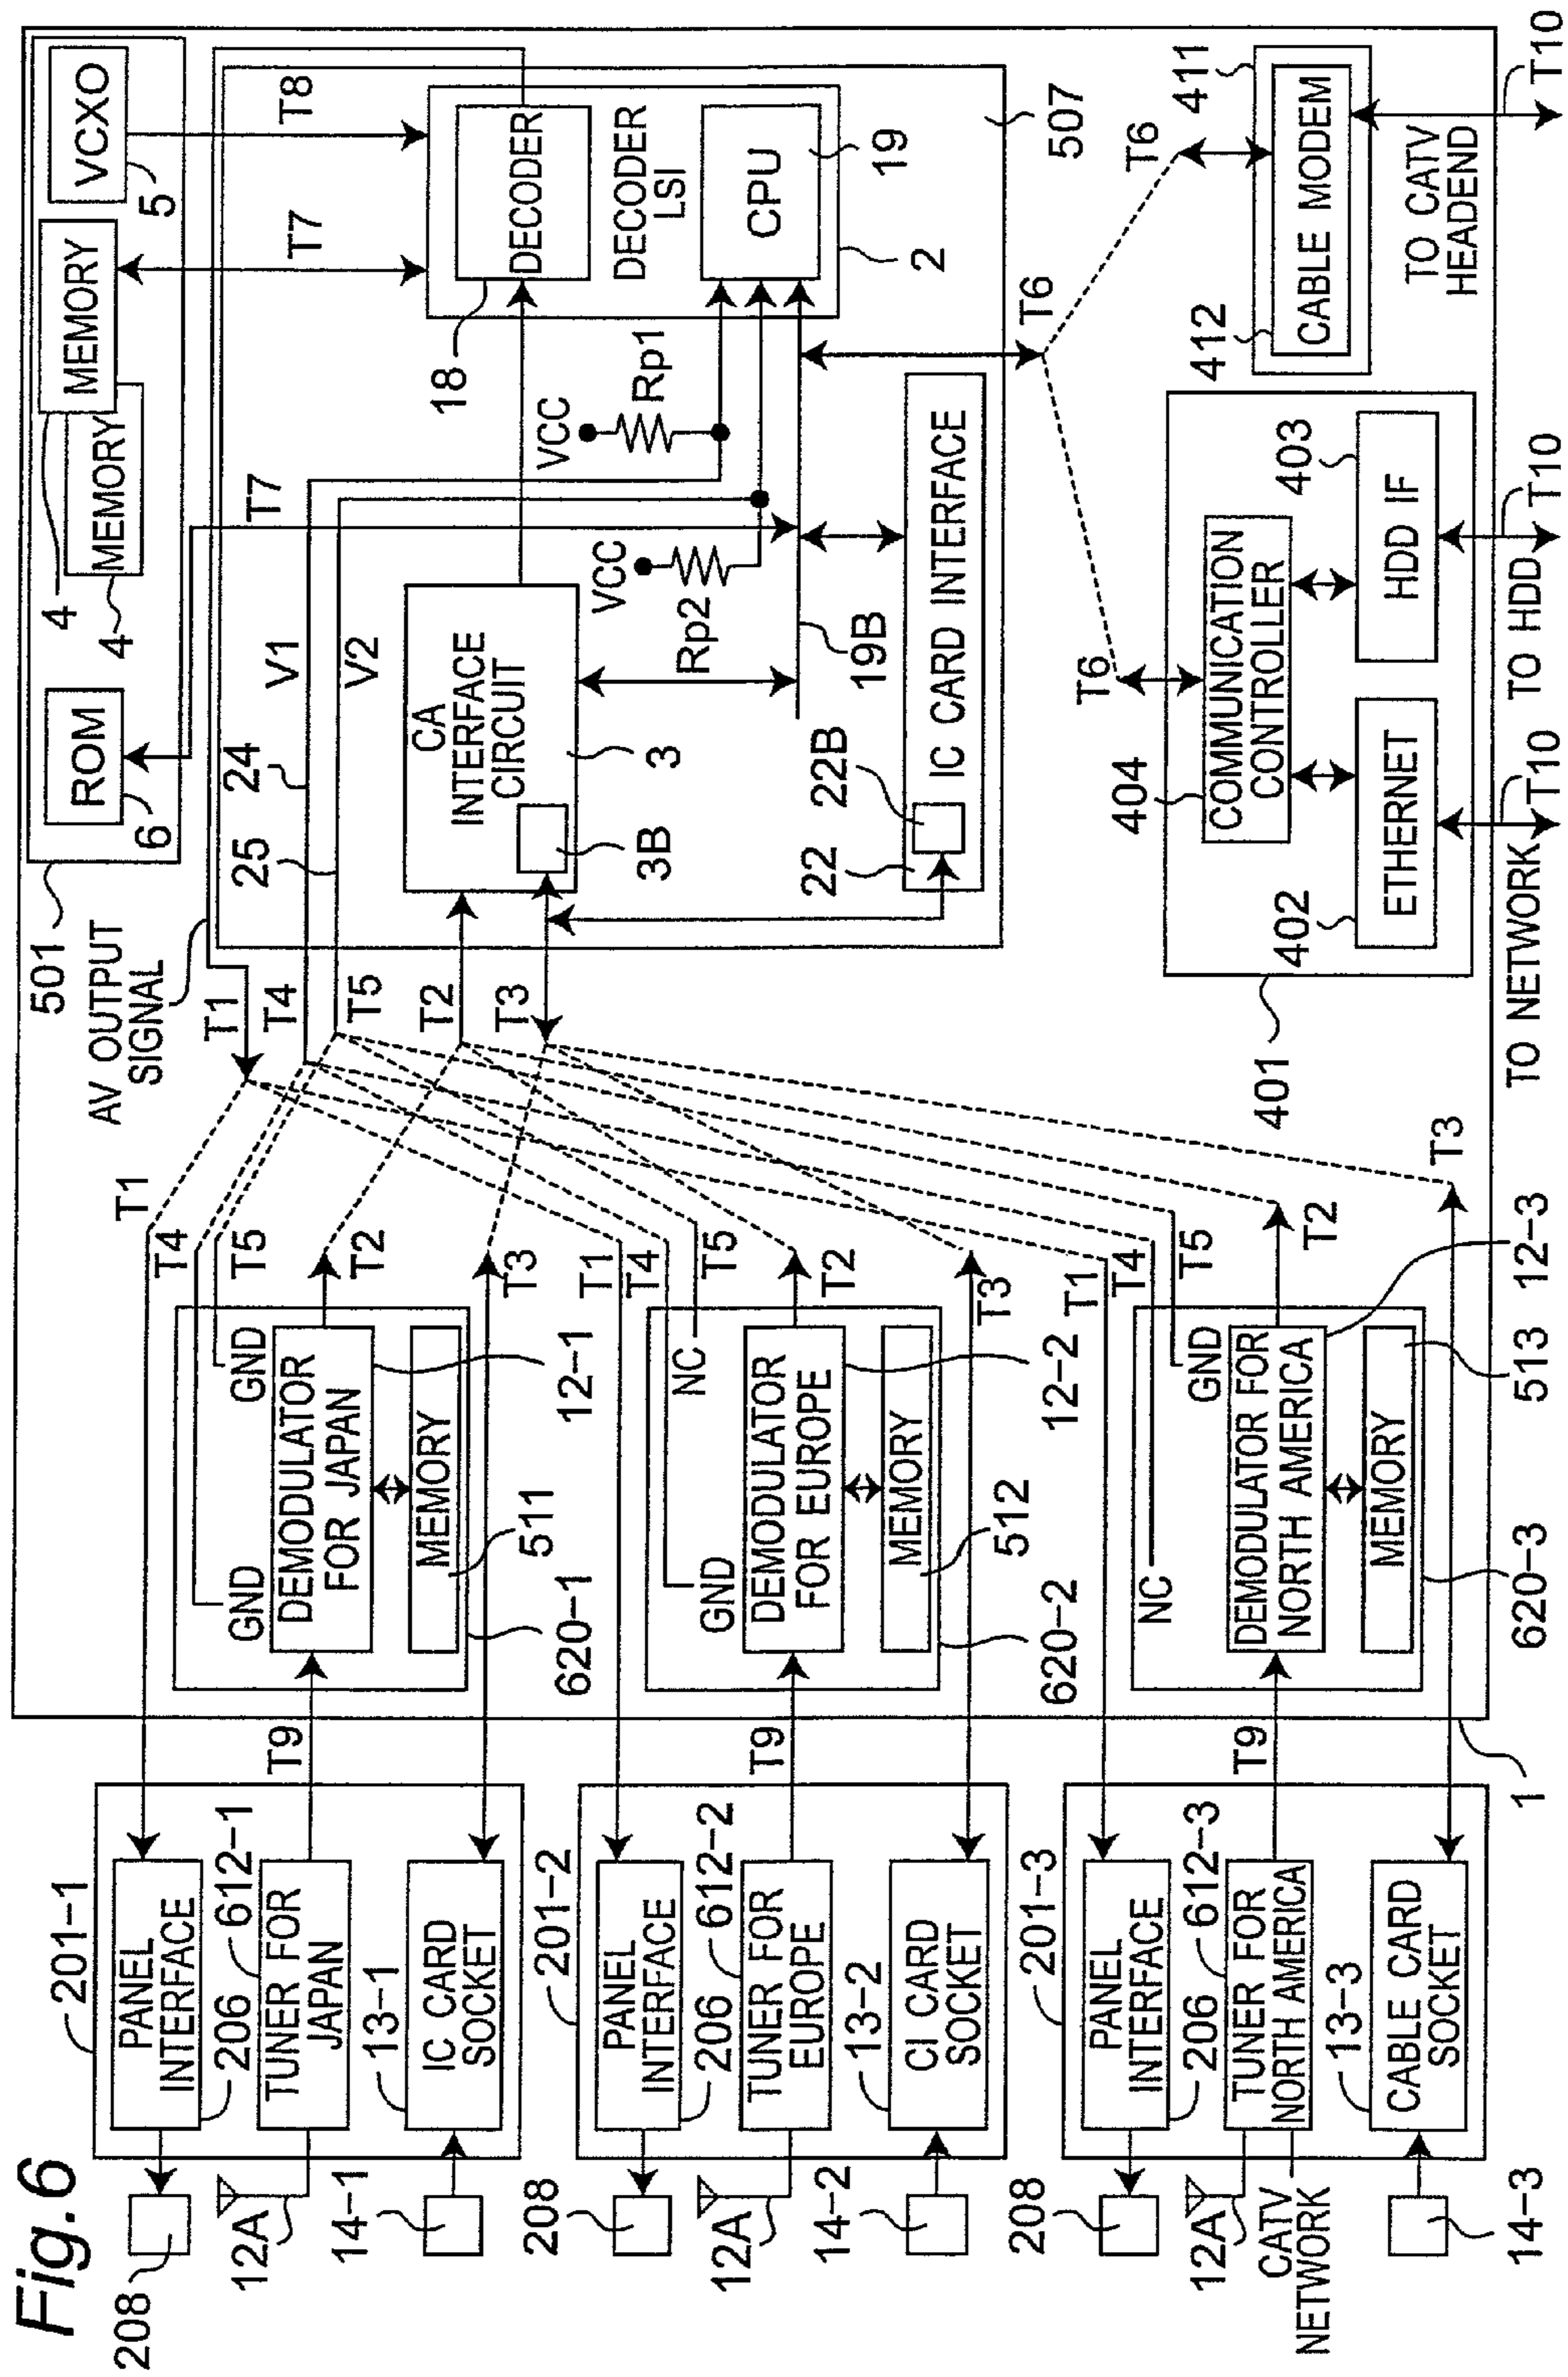 Fig.6
208
201-1
PANEL
INTERFACE
206
612-1
TUNER FOR
JAPAN
12A
13-1
IC CARD
SOCKET
14-1
201-2
208
PANEL
INTERFACE
206
612-2
TUNER FOR
EUROPE
12A
13-2
CI CARD
SOCKET
14-2
201-3
208
PANEL
INTERFACE
206
612-3
TUNER FOR
NORTH AMERICA
12A
CATV
NETWORK
13-3
CABLE CARD
SOCKET
14-3
1
T9
T9
T9
T1
T4
T5
GND
GND
DEMODULATOR
FOR JAPAN
T2
MEMORY
511
T3
12-1
620-1
T1
T4
T5
NC
GND
DEMODULATOR
FOR EUROPE
T2
MEMORY
512
T3
12-2
620-2
T1
T4
T5
NC
GND
DEMODULATOR FOR
NORTH AMERICA
T2
MEMORY
513
T3
12-3
620-3
501
AV OUTPUT
SIGNAL
T1
T4
T5
T2
T3
ROM
6
MEMORY
4
MEMORY
4
VCXO
5
T7
T7
T8
24
V1
25
V2
CA
INTERFACE
CIRCUIT
3
3B
VCC
Rp1
VCC
Rp2
19B
18
DECODER
DECODER
LSI
CPU
19
2
22
22B
IC CARD INTERFACE
507
T6
T6
T6
401
404
COMMUNICATION
CONTROLLER
402
ETHERNET
403
HDD IF
411
412
CABLE MODEM
TO NETWORK
T10
TO HDD
T10
TO CATV
HEADEND
T10